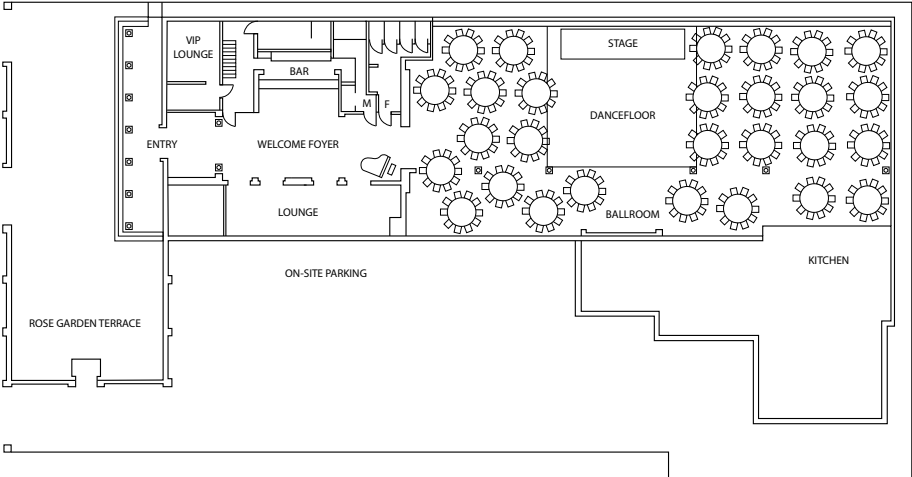 VIP
LOUNGE
STAGE
BAR
M
F
DANCEFLOOR
ENTRY
WELCOME FOYER
LOUNGE
BALLROOM
KITCHEN
ON-SITE PARKING
ROSE GARDEN TERRACE